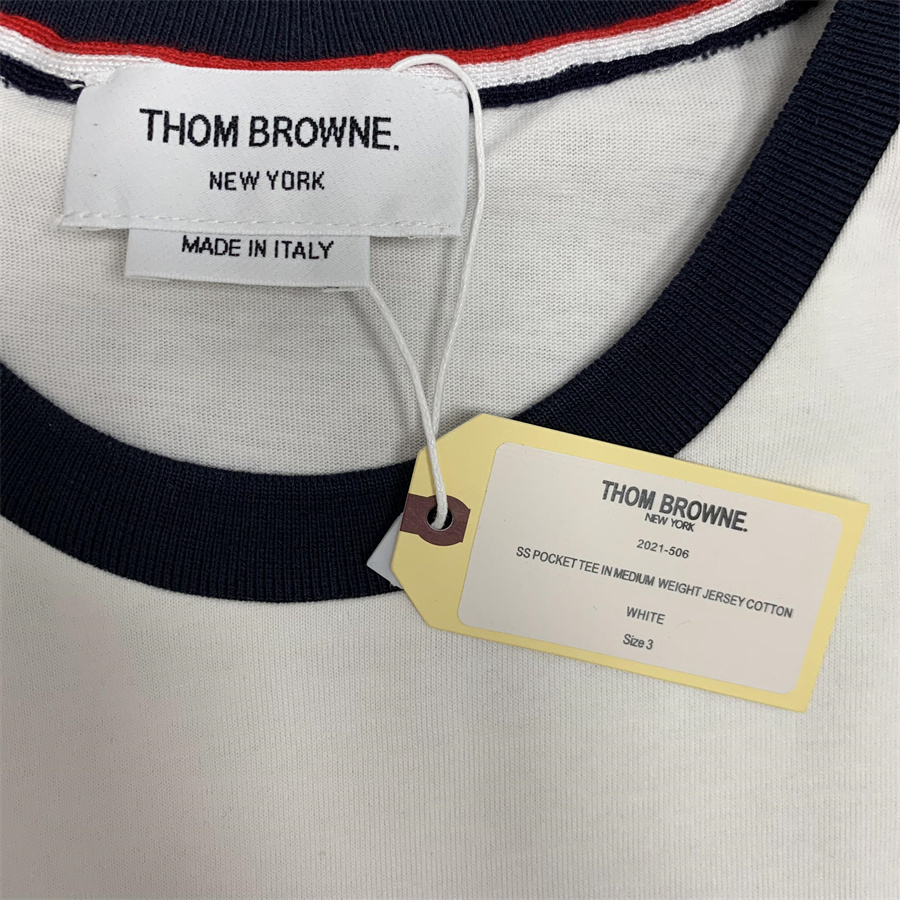 THOM BROWNE.
NEW YORK
MADE IN ITALY
THOM BROWNE.
NEW YORK
2021-506
SS POCKET TEE IN MEDIUM WEIGHT JERSEY COTTON
WHITE
Size 3